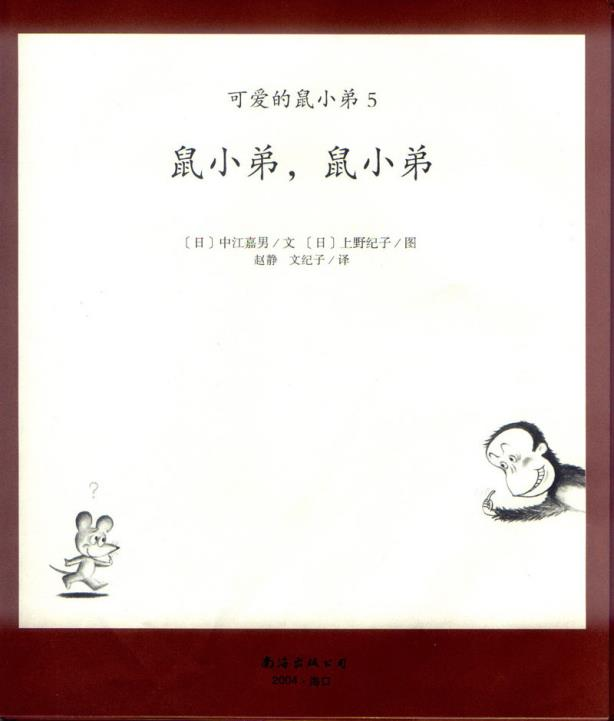 可爱的鼠小弟 5
鼠小弟，鼠小弟
〔日〕中江嘉男／文 〔日〕上野纪子／图
赵静 文纪子／译
?
南海出版公司
2004·海口